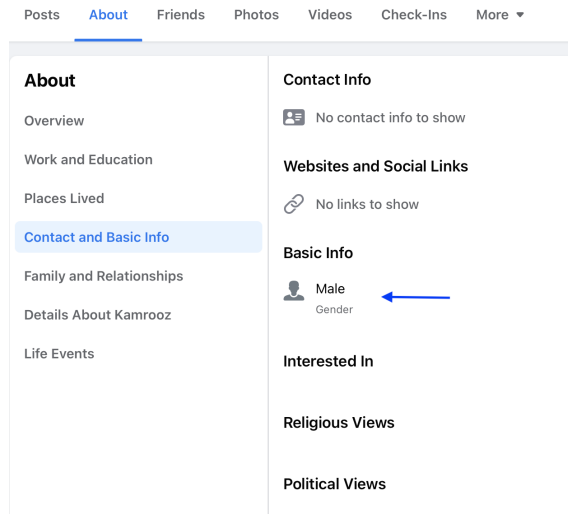 Posts About Friends Photos Videos Check-Ins More
About
Overview
Work and Education
Places Lived
Contact and Basic Info
Family and Relationships
Details About Kamrooz
Life Events
Contact Info
No contact info to show
Websites and Social Links
No links to show
Basic Info
Male
Gender
Interested In
Religious Views
Political Views